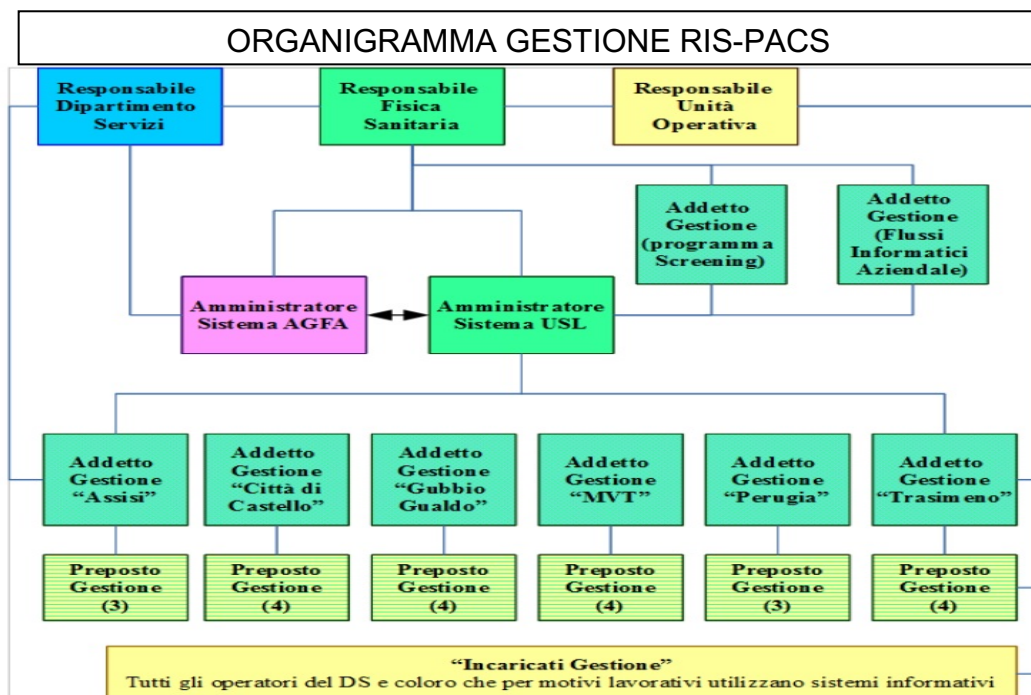 ORGANIGRAMMA GESTIONE RIS-PACS
Responsabile
Dipartimento
Servizi
Responsabile
Fisica
Sanitaria
Responsabile
Unità
Operativa
Addetto
Gestione
(programma
Screening)
Addetto
Gestione
(Flussi
Informatici
Aziendale)
Amministratore
Sistema AGFA
Amministratore
Sistema USL
Addetto
Gestione
“Assisi”
Addetto
Gestione
“Città di
Castello”
Addetto
Gestione
“Gubbio
Gualdo”
Addetto
Gestione
“MVT”
Addetto
Gestione
“Perugia”
Addetto
Gestione
“Trasimeno”
Preposto
Gestione
(3)
Preposto
Gestione
(4)
Preposto
Gestione
(4)
Preposto
Gestione
(4)
Preposto
Gestione
(3)
Preposto
Gestione
(4)
“Incaricati Gestione”
Tutti gli operatori del DS e coloro che per motivi lavorativi utilizzano sistemi informativi